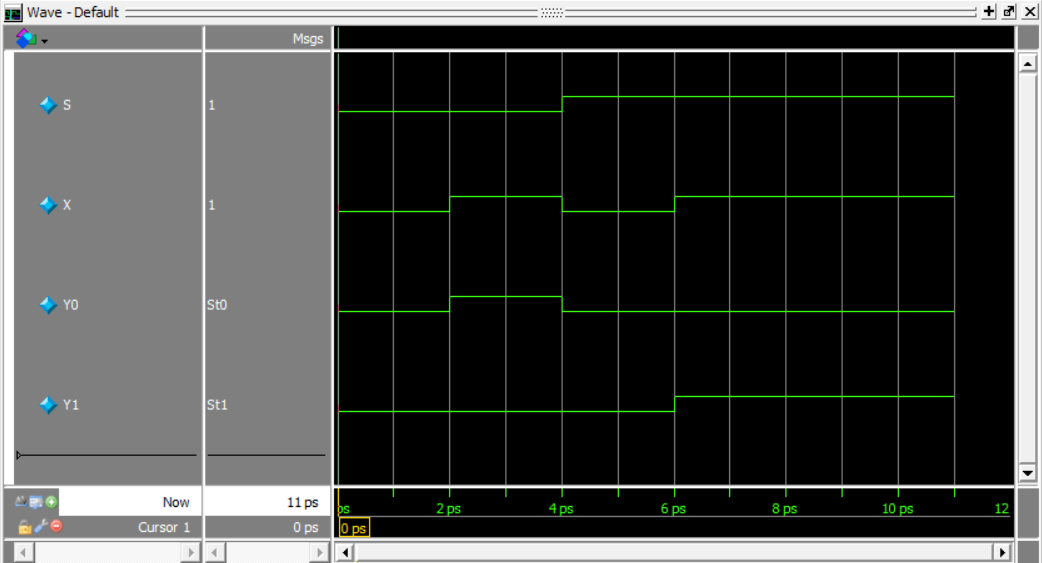 Wave - Default
Msgs
S 1
X 1
Y0 St0
Y1 St1
Now 11 ps
ps 2 ps 4 ps 6 ps 8 ps 10 ps 12
Cursor 1 0 ps 0 ps